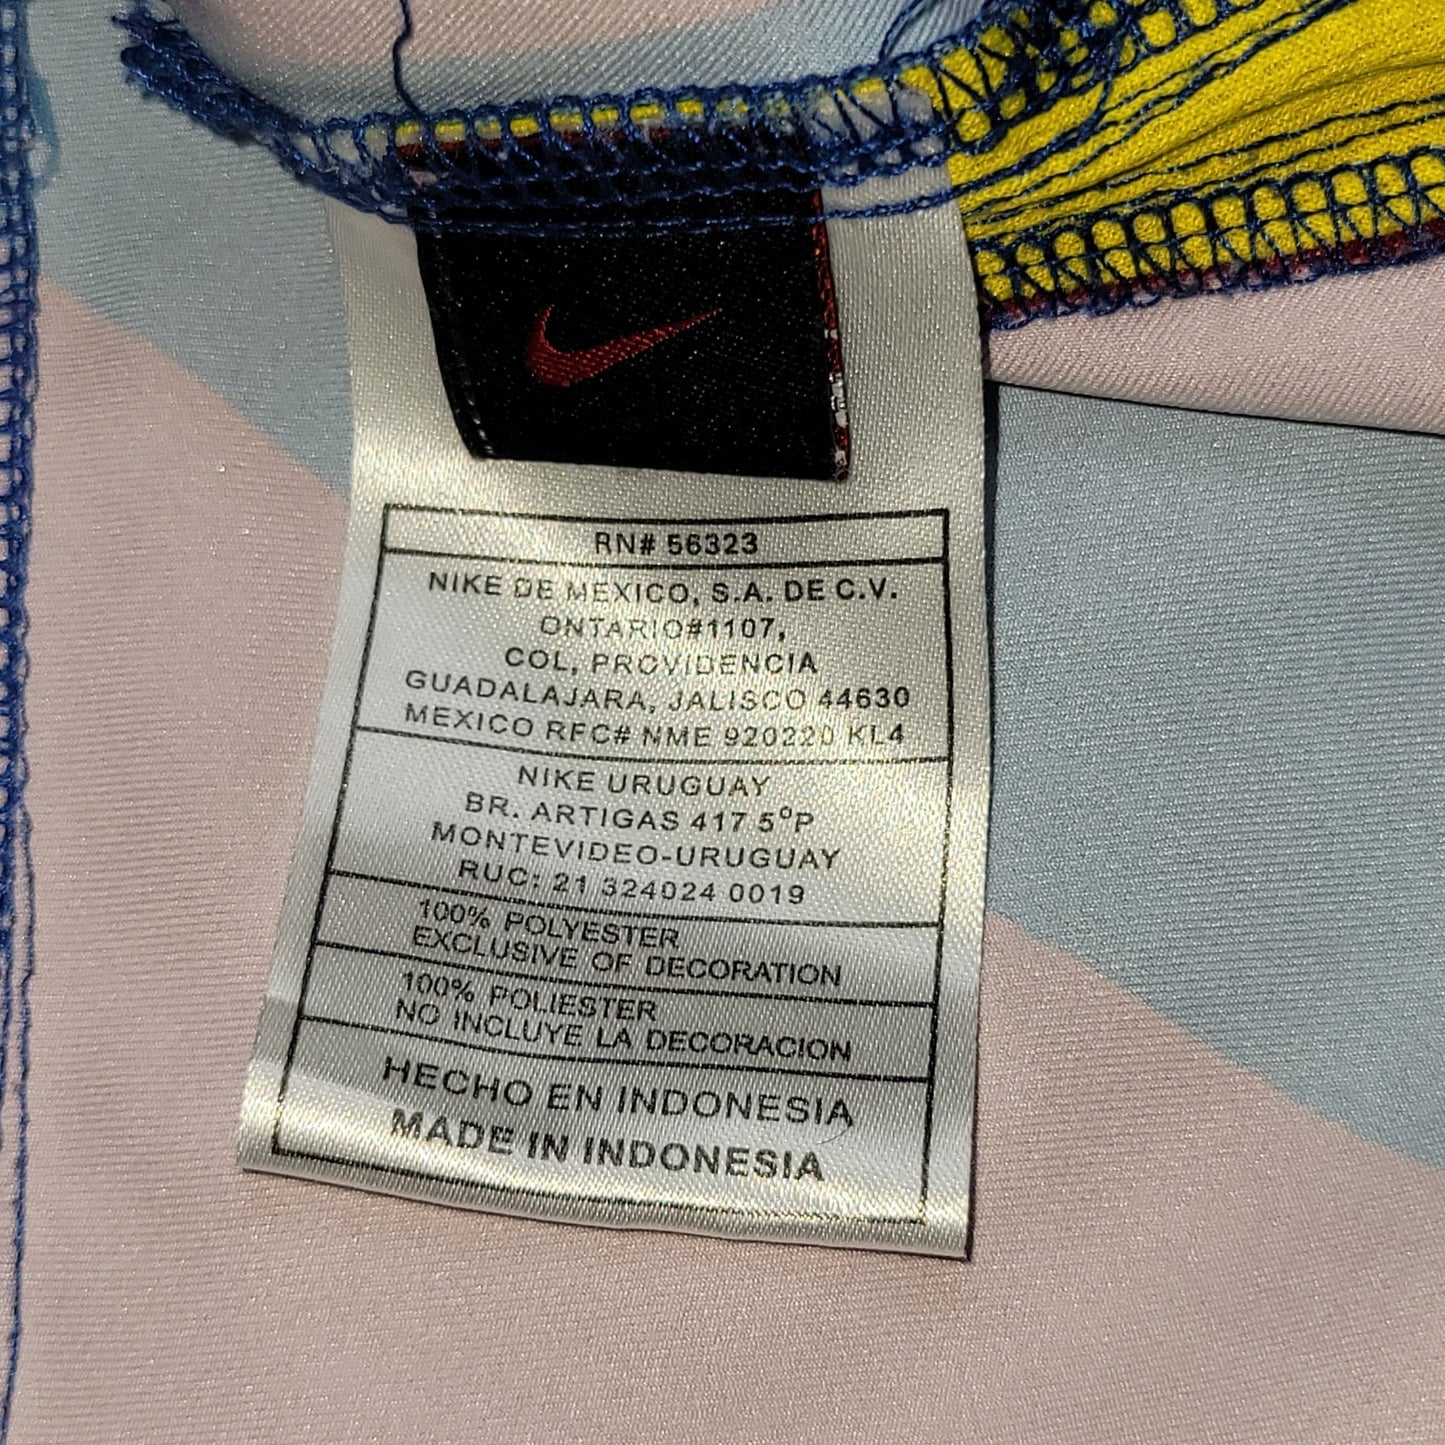 RN# 56323
NIKE DE MEXICO, S.A. DE C.V.
ONTARIO#1107,
COL, PROVIDENCIA
GUADALAJARA, JALISCO 44630
MEXICO RFC# NME 920220 KL4
NIKE URUGUAY
BR. ARTIGAS 417 5ºP
MONTEVIDEO-URUGUAY
RUC: 21 324024 0019
100% POLYESTER
EXCLUSIVE OF DECORATION
100% POLIESTER
NO INCLUYE LA DECORACION
HECHO EN INDONESIA
MADE IN INDONESIA